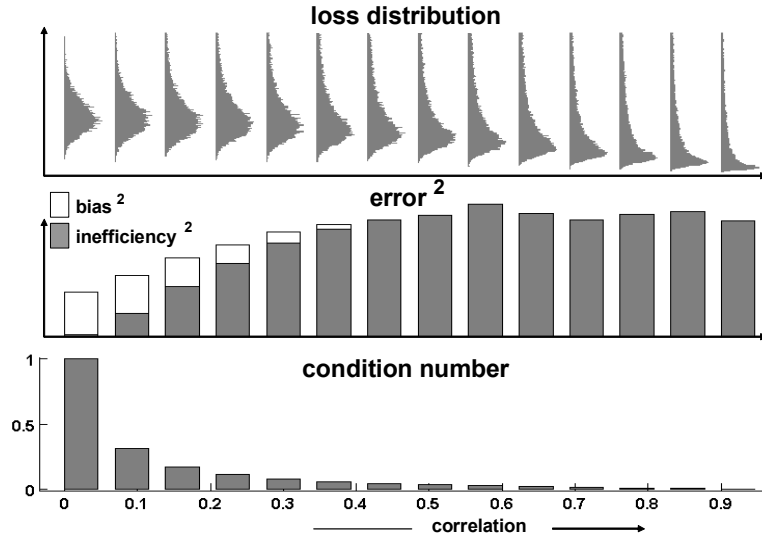 loss distribution
error 2
bias 2
inefficiency 2
condition number
1
0.5
0
0 0.1 0.2 0.3 0.4 0.5 0.6 0.7 0.8 0.9
correlation